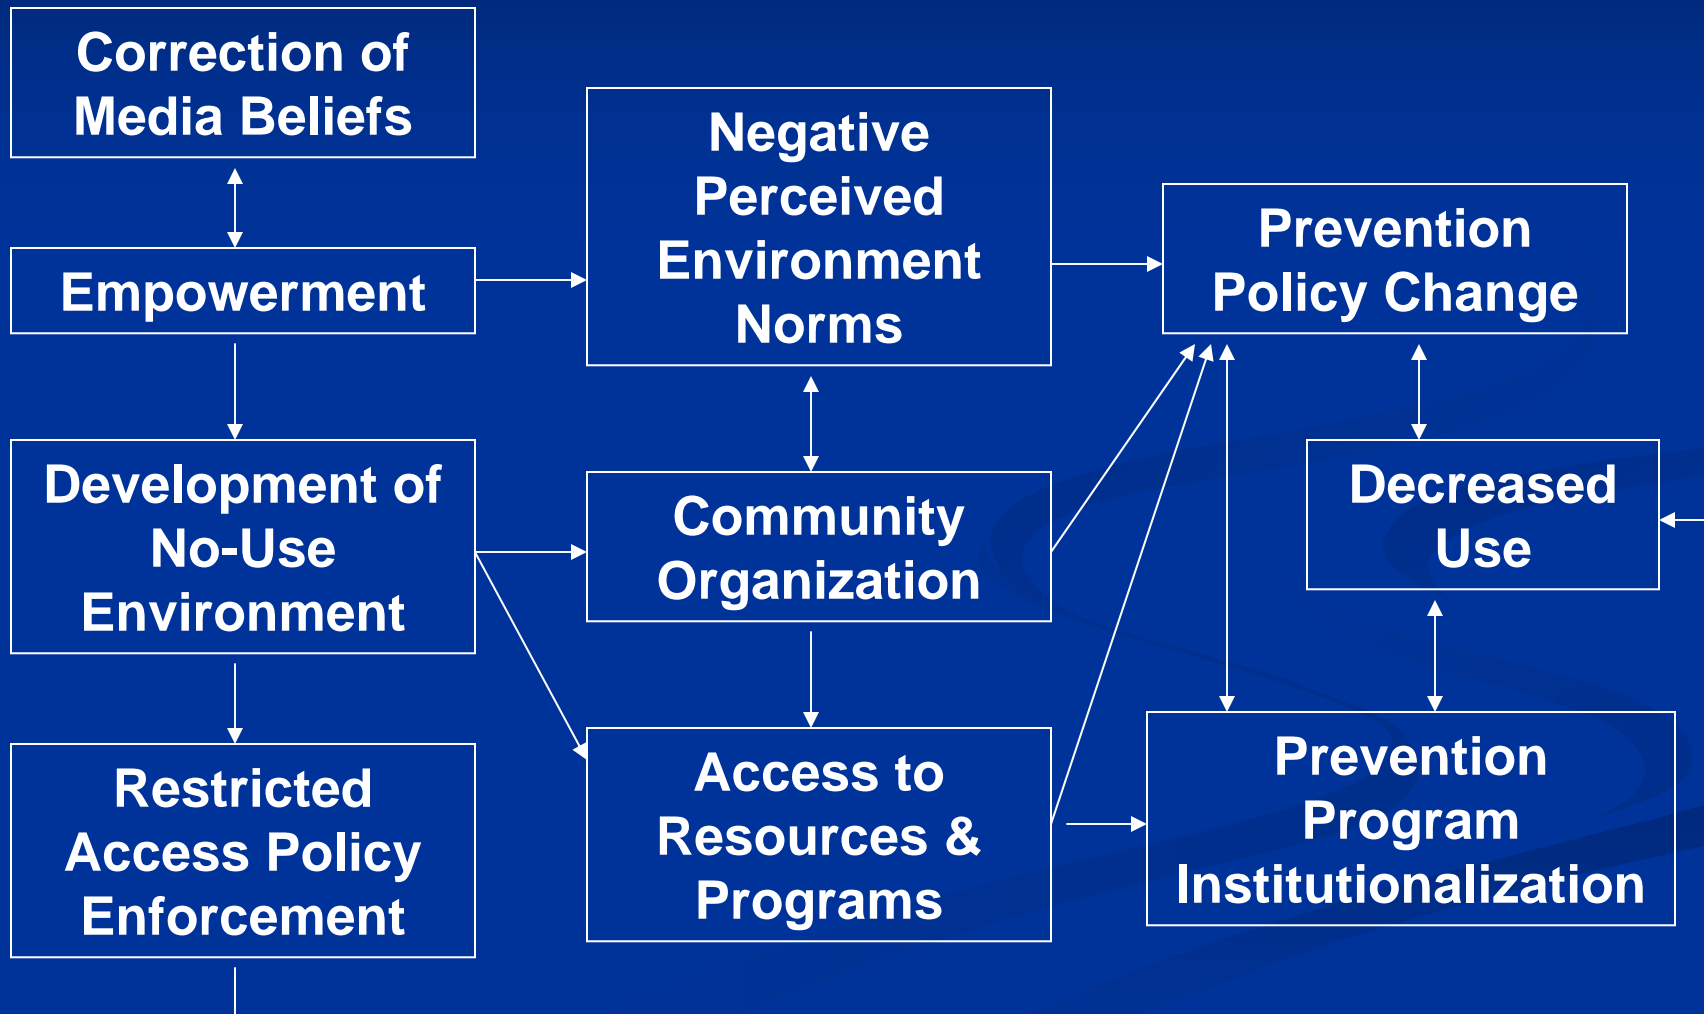 Correction of
Media Beliefs
Empowerment
Development of
No-Use
Environment
Restricted
Access Policy
Enforcement
Negative
Perceived
Environment
Norms
Community
Organization
Access to
Resources &
Programs
Prevention
Policy Change
Decreased
Use
Prevention
Program
Institutionalization